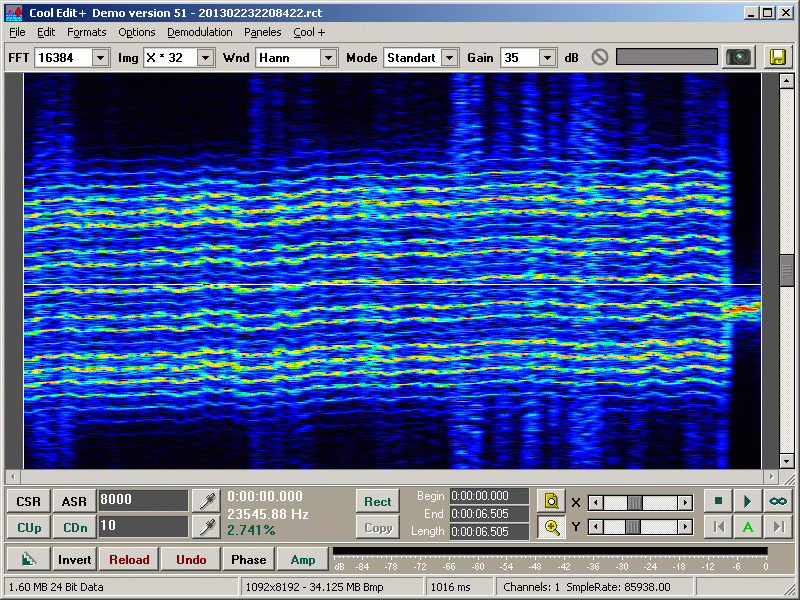 Cool Edit+ Demo version 51 - 201302232208422.rct
File Edit Formats Options Demodulation Paneles Cool +
FFT 16384 Img X * 32 Wnd Hann Mode Standart Gain 35 dB
CSR ASR 8000 0:00:00.000 Rect Begin 0:00:00.000 X
23545.88 Hz End 0:00:06.505
CUp CDn 10 2.741% Copy Length 0:00:06.505 Y A
Invert Reload Undo Phase Amp dB -84 -78 -72 -66 -60 -54 -48 -42 -36 -30 -24 -18 -12 -6 0
1.60 MB 24 Bit Data 1092x8192 - 34.125 MB Bmp 1016 ms Channels: 1 SmpleRate: 85938.00